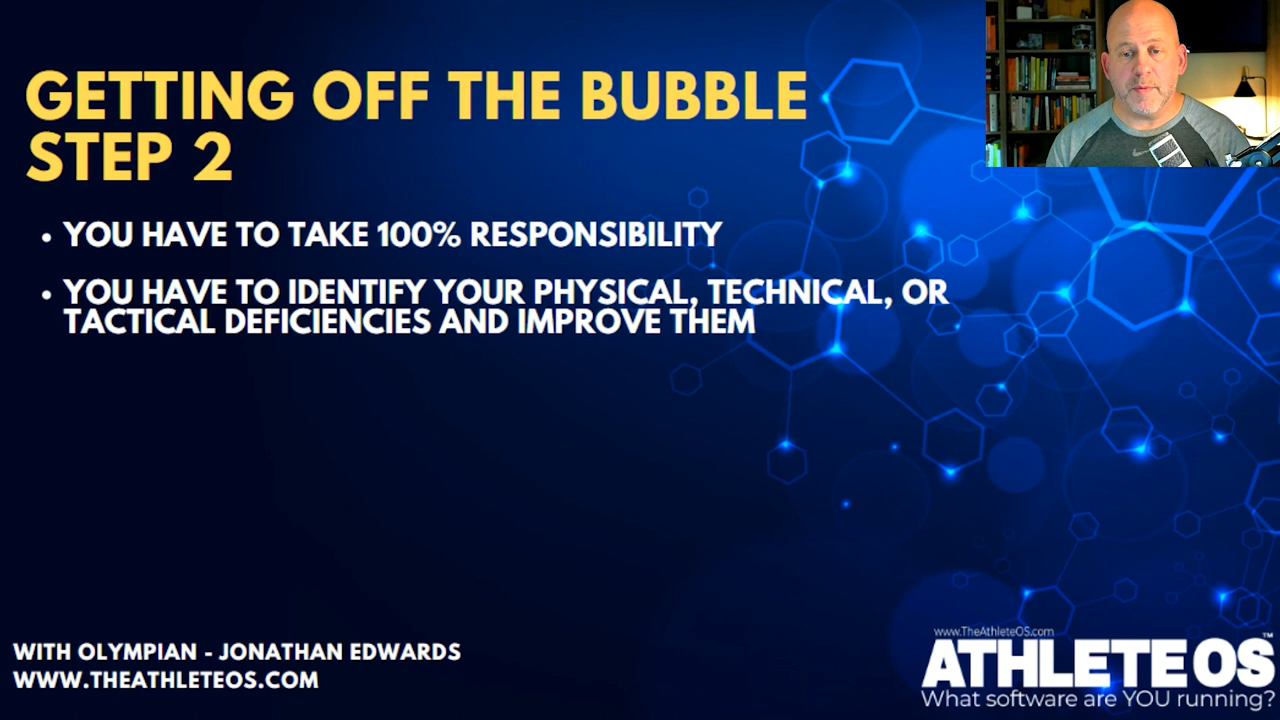 GETTING OFF THE BUBBLE
STEP 2
• YOU HAVE TO TAKE 100% RESPONSIBILITY
• YOU HAVE TO IDENTIFY YOUR PHYSICAL, TECHNICAL, OR
TACTICAL DEFICIENCIES AND IMPROVE THEM
WITH OLYMPIAN - JONATHAN EDWARDS
WWW.THEATHLETEOS.COM
www.TheAthleteOS.com
ATHLETE OS™
What software are YOU running?